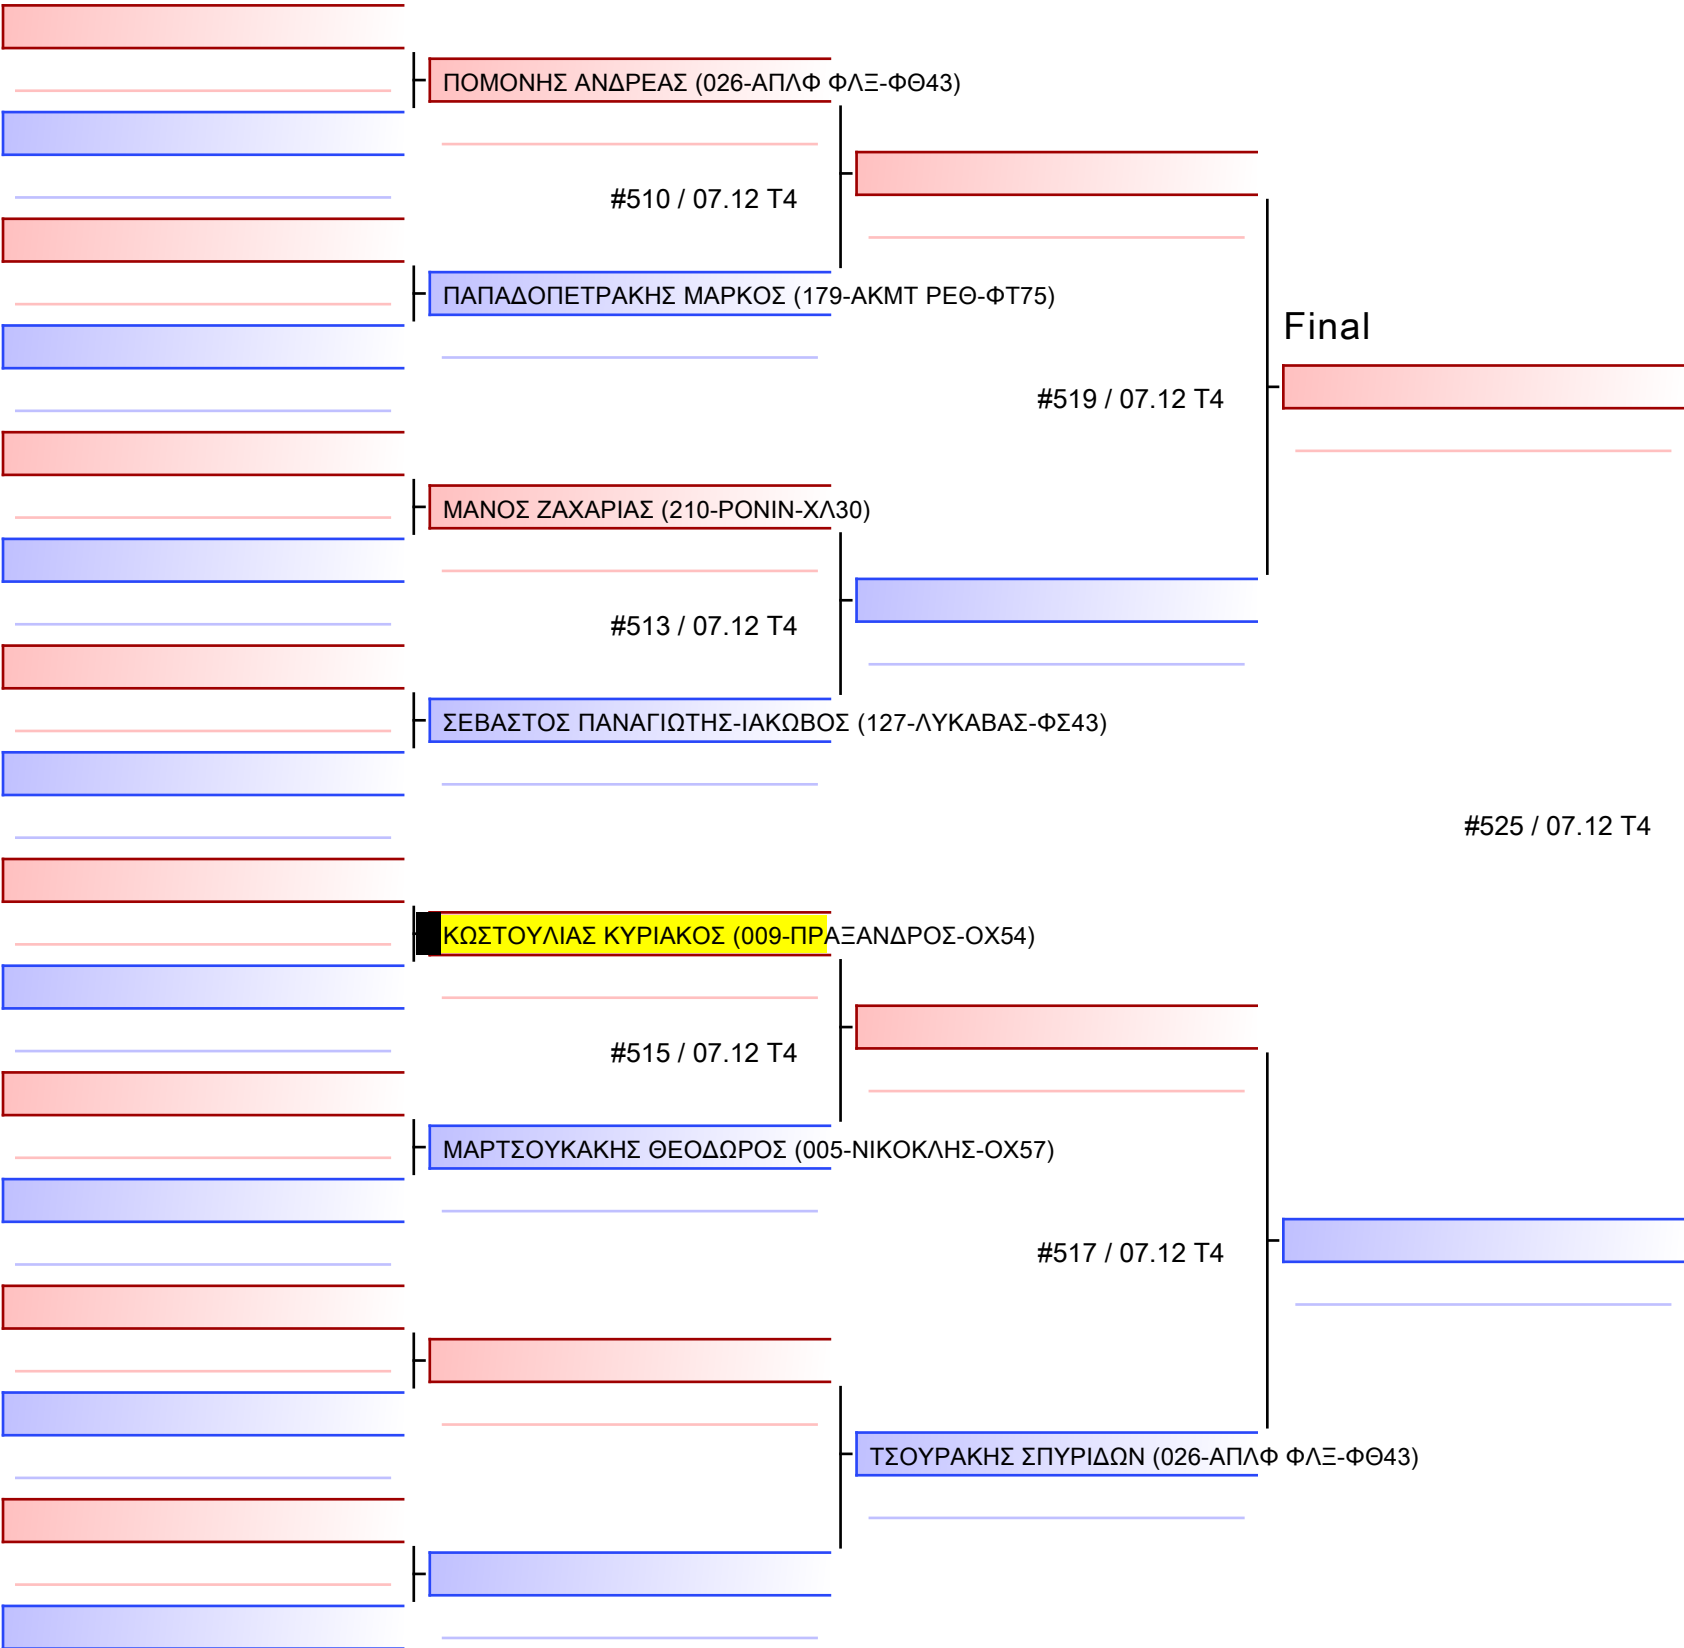 ΠΟΜΟΝΗΣ ΑΝΔΡΕΑΣ (026-ΑΠΛΦ ΦΛΞ-ΦΘ43)
#510 / 07.12 T4
ΠΑΠΑΔΟΠΕΤΡΑΚΗΣ ΜΑΡΚΟΣ (179-ΑΚΜΤ ΡΕΘ-ΦΤ75)
Final
#519 / 07.12 T4
ΜΑΝΟΣ ΖΑΧΑΡΙΑΣ (210-ΡΟΝΙΝ-ΧΛ30)
#513 / 07.12 T4
ΣΕΒΑΣΤΟΣ ΠΑΝΑΓΙΩΤΗΣ-ΙΑΚΩΒΟΣ (127-ΛΥΚΑΒΑΣ-ΦΣ43)
#525 / 07.12 T4
ΚΩΣΤΟΥΛΙΑΣ ΚΥΡΙΑΚΟΣ (009-ΠΡΑΞΑΝΔΡΟΣ-ΟΧ54)
#515 / 07.12 T4
ΜΑΡΤΣΟΥΚΑΚΗΣ ΘΕΟΔΩΡΟΣ (005-ΝΙΚΟΚΛΗΣ-ΟΧ57)
#517 / 07.12 T4
ΤΣΟΥΡΑΚΗΣ ΣΠΥΡΙΔΩΝ (026-ΑΠΛΦ ΦΛΞ-ΦΘ43)